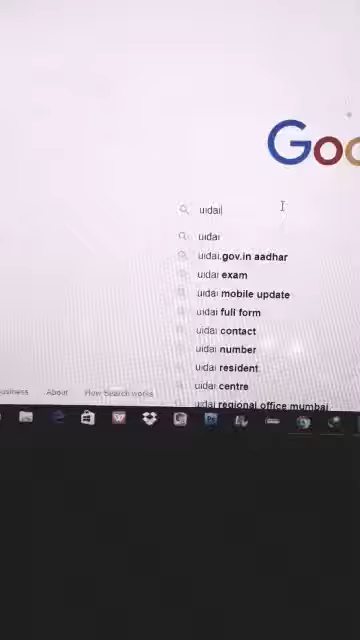 Goo
uidai
uidai
uidai.gov.in aadhar
uidai exam
uidai mobile update
uidai full form
uidai contact
uidai number
uidai resident
uidai centre
uidai regional office mumbai
Business About How Search works